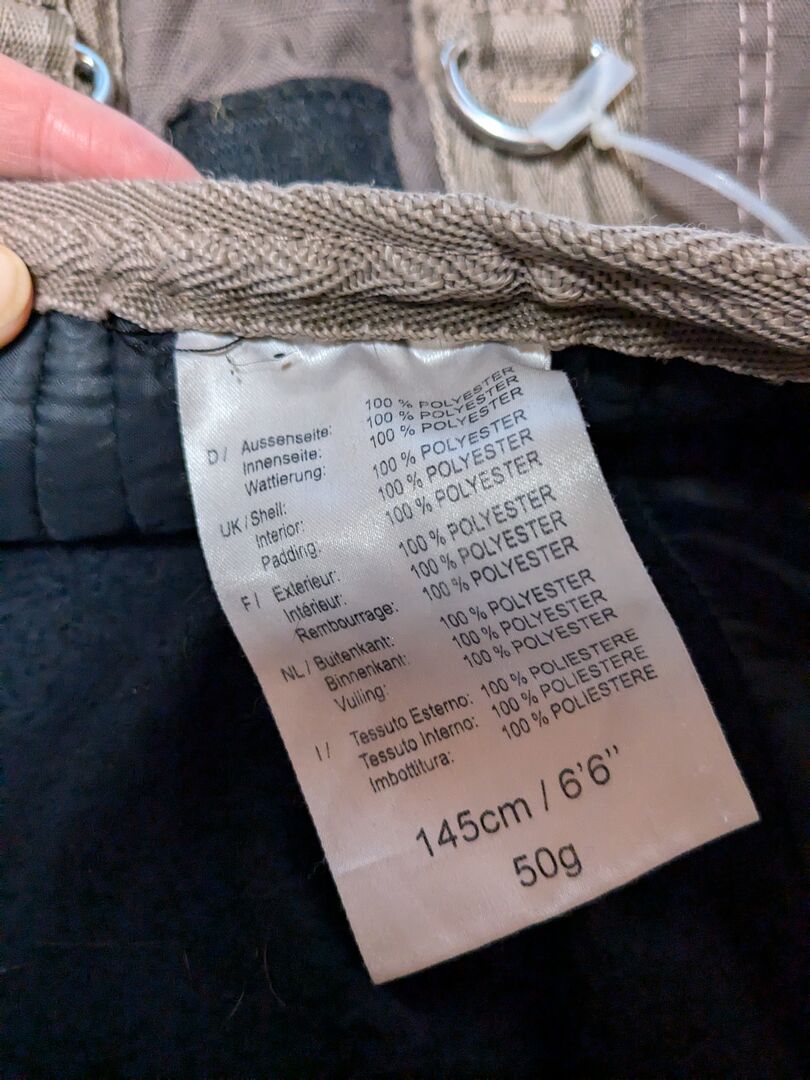 D / Aussenseite: 100 % POLYESTER
Innenseite: 100 % POLYESTER
Wattierung: 100 % POLYESTER
UK / Shell: 100 % POLYESTER
Interior: 100 % POLYESTER
Padding: 100 % POLYESTER
F / Exterieur: 100 % POLYESTER
Intérieur: 100 % POLYESTER
Rembourrage: 100 % POLYESTER
NL / Buitenkant: 100 % POLYESTER
Binnenkant: 100 % POLYESTER
Vulling: 100 % POLYESTER
I / Tessuto Esterno: 100 % POLIESTERE
Tessuto Interno: 100 % POLIESTERE
Imbottitura: 100 % POLIESTERE
145cm / 6'6''
50g